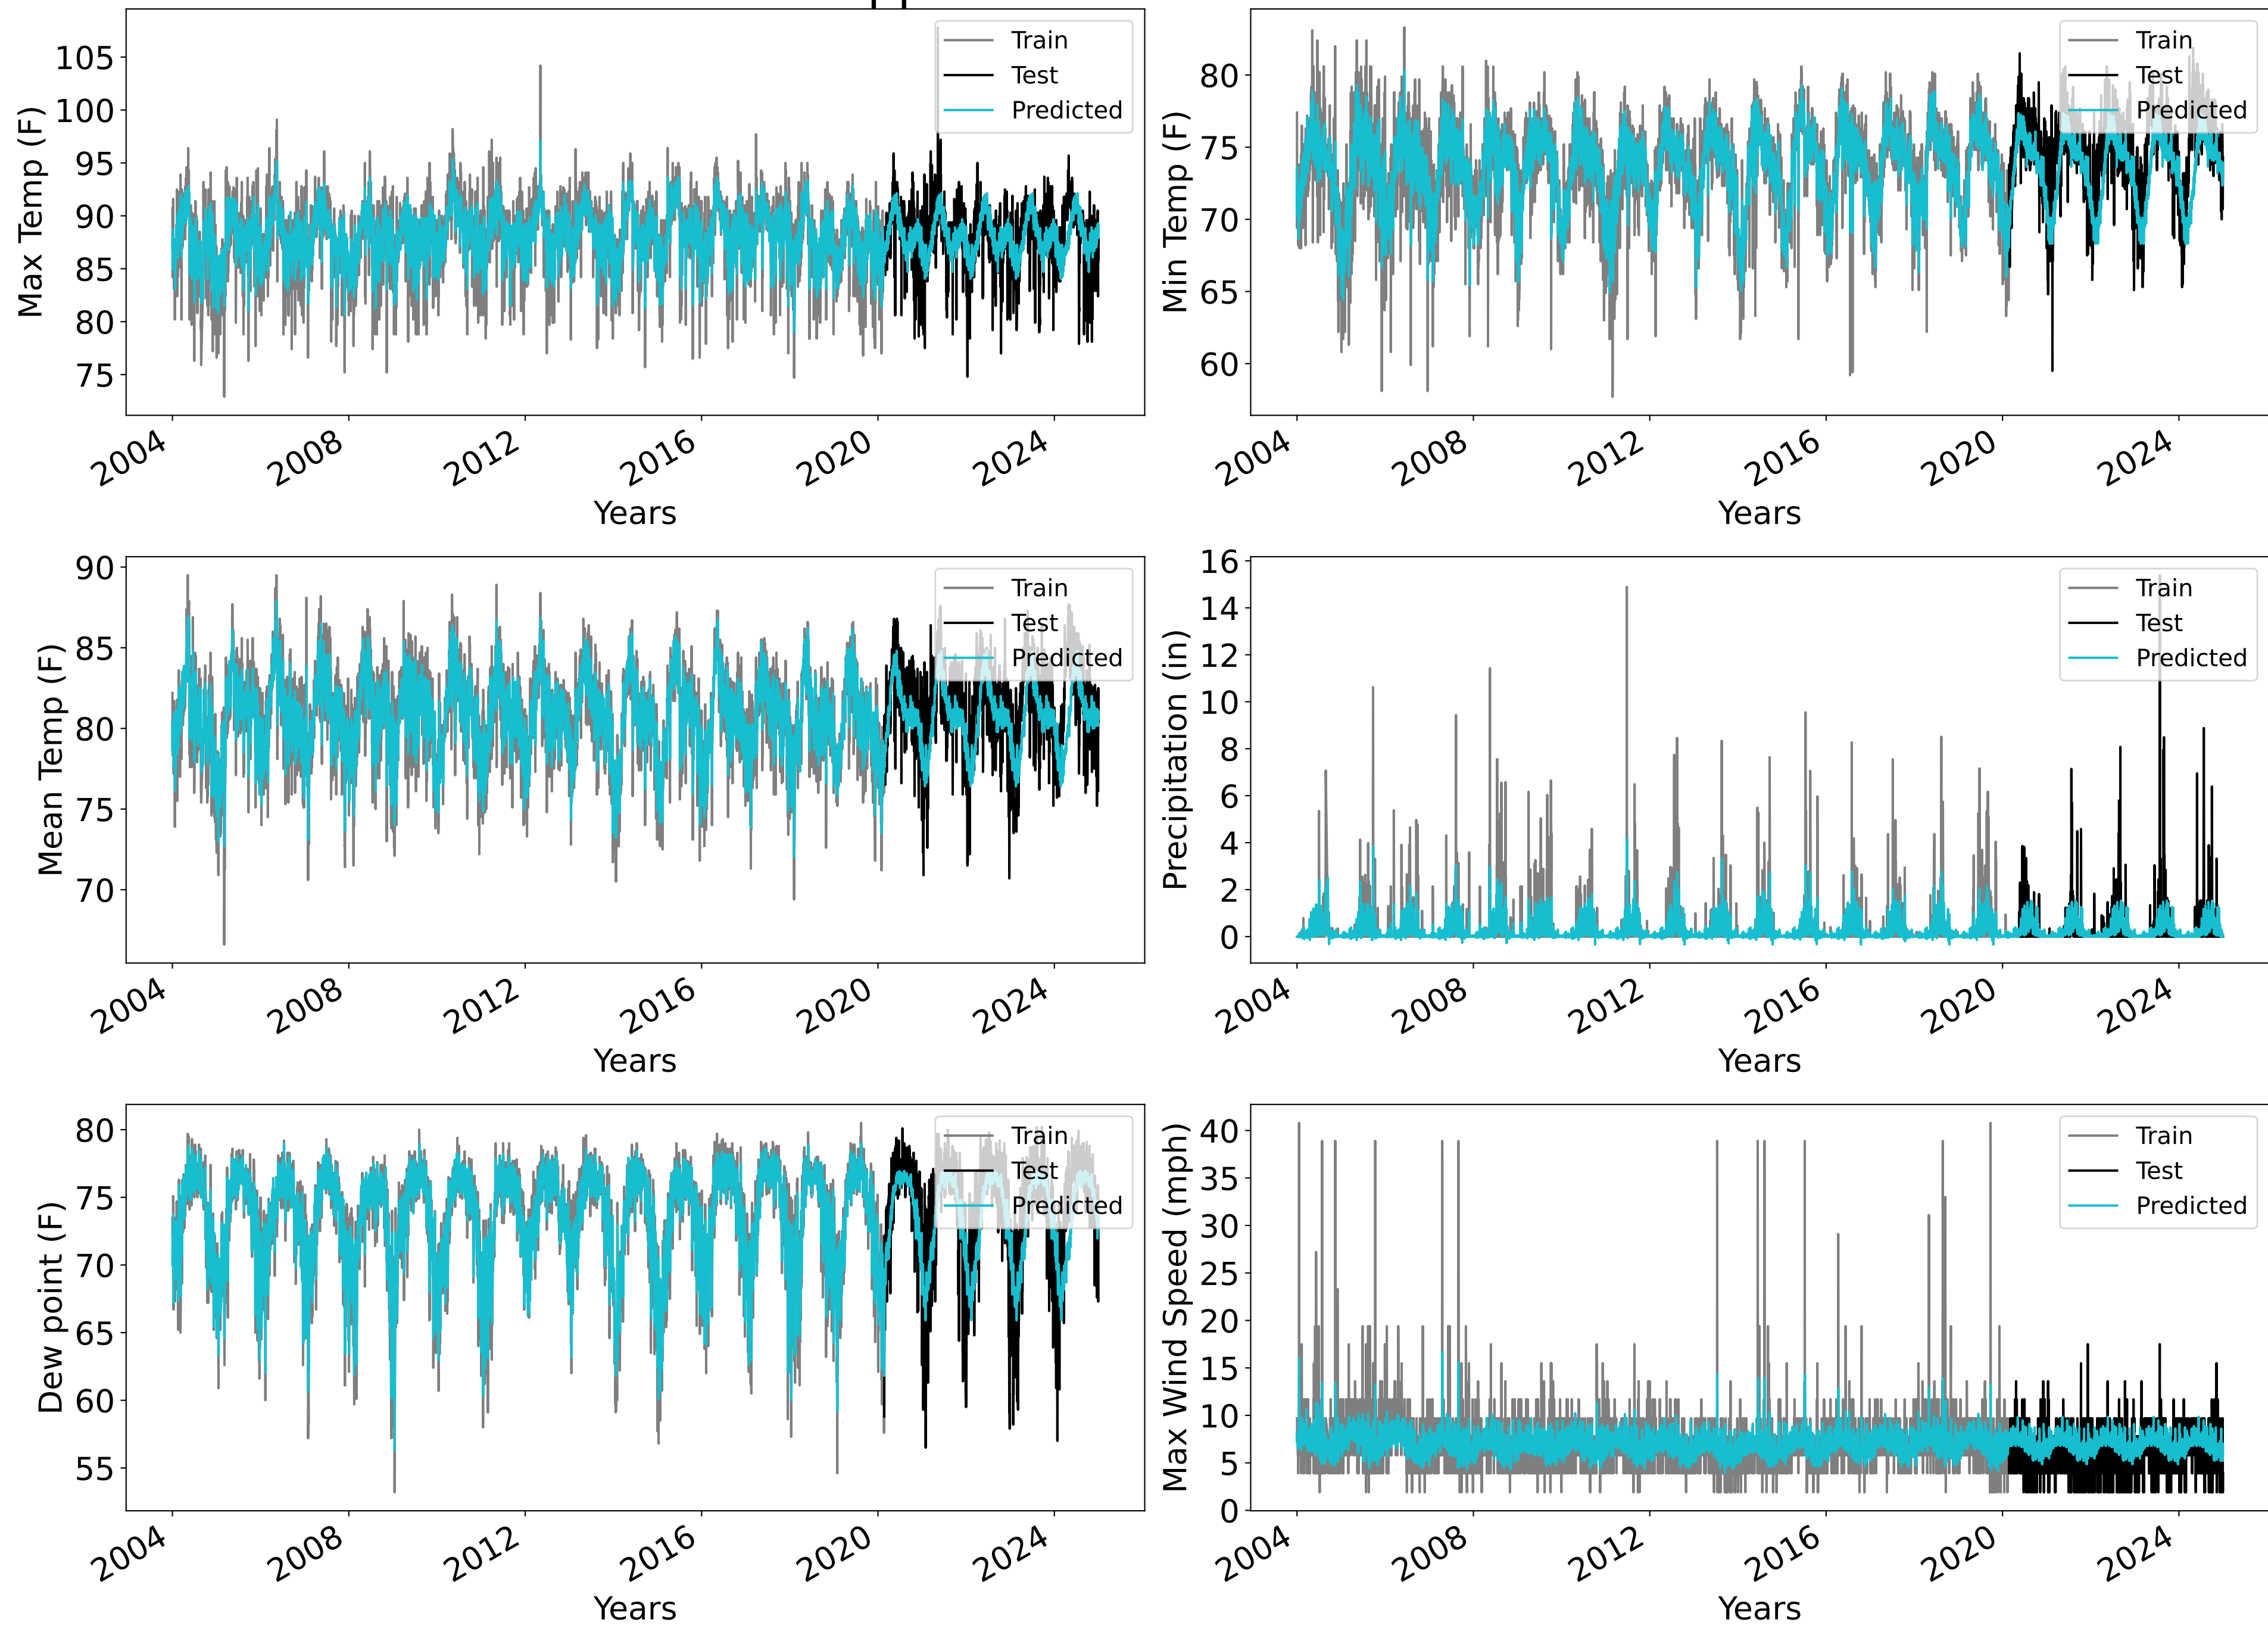 Max Temp (F)
105
100
95
90
85
80
75
Train
Test
Predicted
2004
2008
2012
2016
2020
2024
Years
Min Temp (F)
80
75
70
65
60
Train
Test
Predicted
2004
2008
2012
2016
2020
2024
Years
Mean Temp (F)
90
85
80
75
70
Train
Test
Predicted
2004
2008
2012
2016
2020
2024
Years
Precipitation (in)
16
14
12
10
8
6
4
2
0
Train
Test
Predicted
2004
2008
2012
2016
2020
2024
Years
Dew point (F)
80
75
70
65
60
55
Train
Test
Predicted
2004
2008
2012
2016
2020
2024
Years
Max Wind Speed (mph)
40
35
30
25
20
15
10
5
0
Train
Test
Predicted
2004
2008
2012
2016
2020
2024
Years